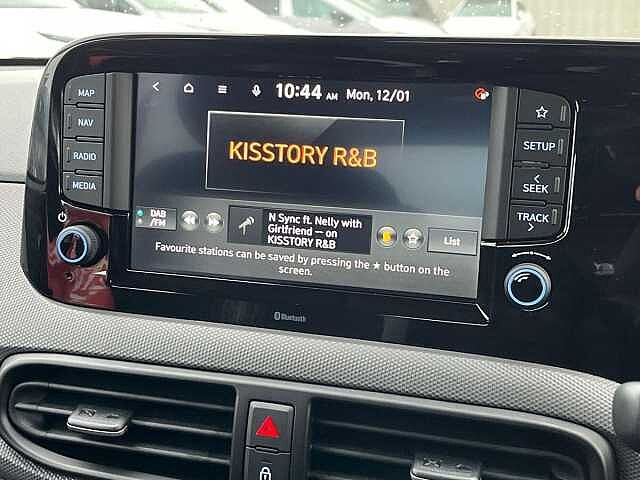 MAP
NAV
RADIO
MEDIA
10:44 AM Mon, 12/01
KISSTORY R&B
DAB
/FM
N Sync ft. Nelly with
Girlfriend — on
KISSTORY R&B
List
Favourite stations can be saved by pressing the ★ button on the
screen.
SETUP
SEEK
TRACK
Bluetooth